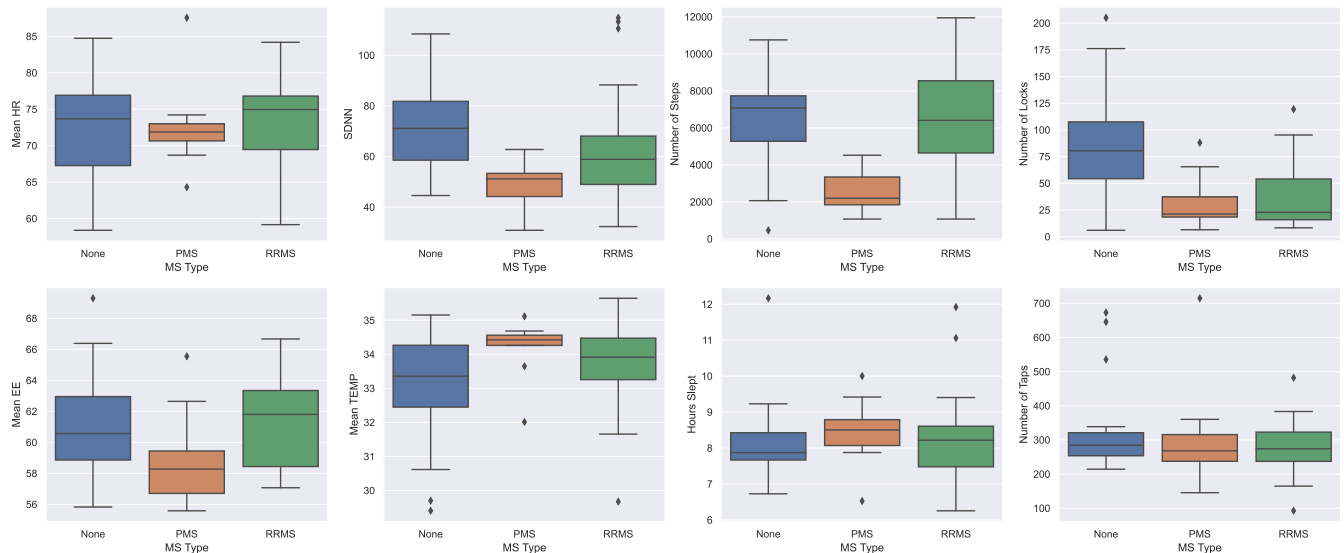 Mean HR
85
80
75
70
65
60
None
PMS
RRMS
MS Type
SDNN
100
80
60
40
None
PMS
RRMS
MS Type
Number of Steps
12000
10000
8000
6000
4000
2000
0
None
PMS
RRMS
MS Type
Number of Locks
200
175
150
125
100
75
50
25
0
None
PMS
RRMS
MS Type
Mean EE
68
66
64
62
60
58
56
None
PMS
RRMS
MS Type
Mean TEMP
35
34
33
32
31
30
None
PMS
RRMS
MS Type
Hours Slept
12
11
10
9
8
7
6
None
PMS
RRMS
MS Type
Number of Taps
700
600
500
400
300
200
100
None
PMS
RRMS
MS Type